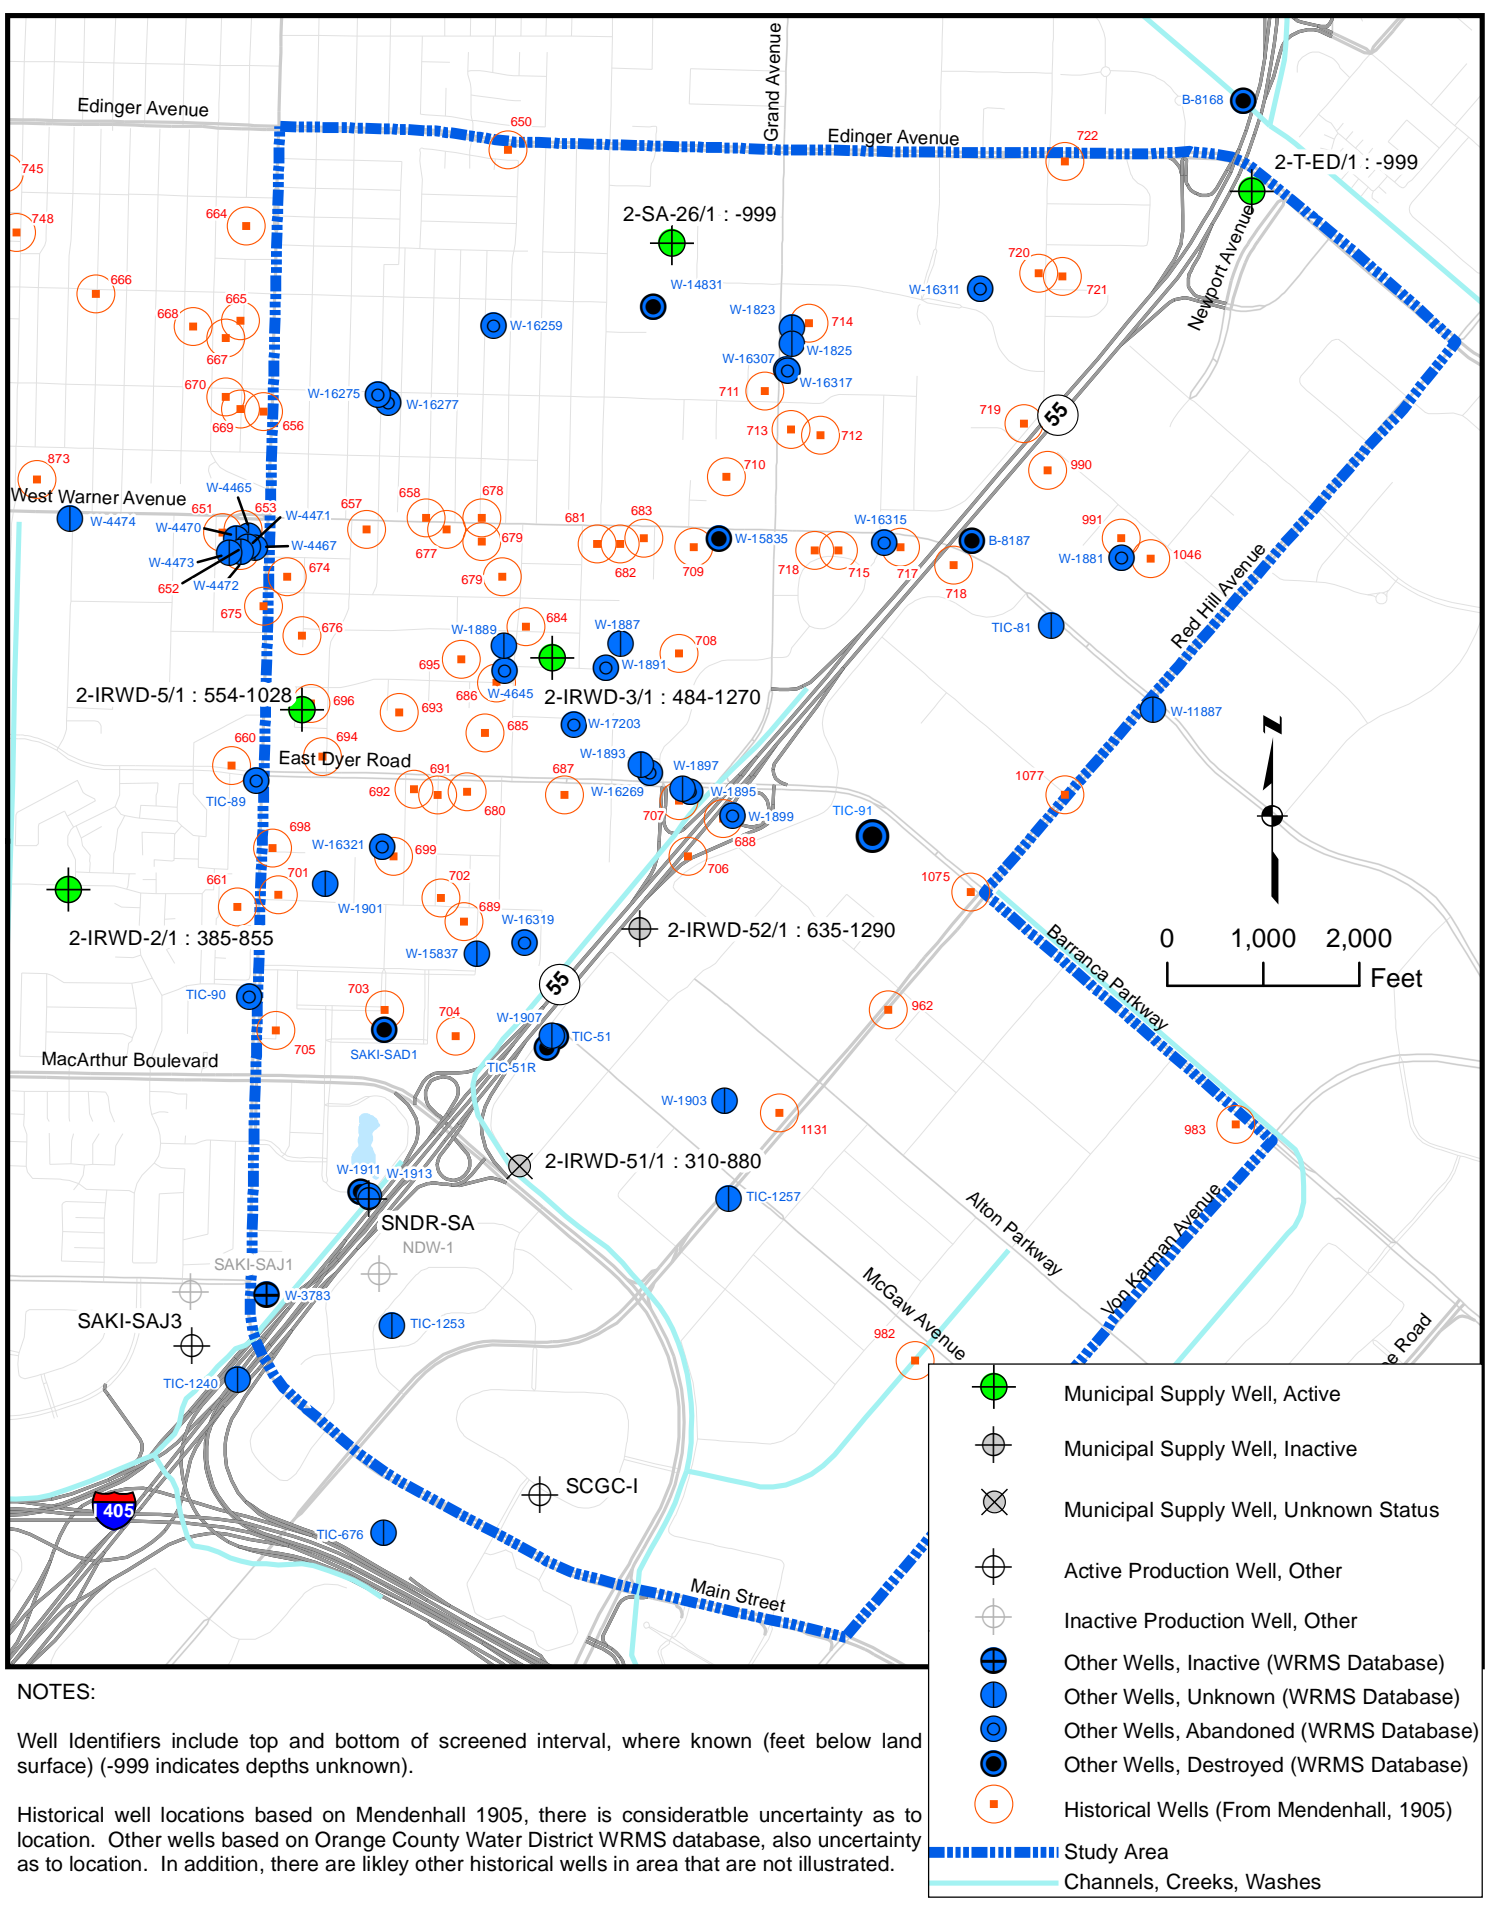 Edinger Avenue
650
Grand Avenue
Edinger Avenue
722
B-8168
2-T-ED/1 : -999
745
748
664
2-SA-26/1 : -999
Newport Avenue
720
721
666
W-14831
W-16311
668
665
667
W-16259
W-1823
714
W-1825
W-16307
W-16317
670
669
656
W-16275
W-16277
711
713
712
719
55
990
873
710
West Warner Avenue
W-4474
W-4465
651
653
W-4471
W-4470
W-4467
W-4473
W-4472
652
657
658
678
677
679
681
683
682
709
W-15835
718
715
W-16315
717
B-8187
718
991
W-1881
1046
674
675
679
676
684
W-1889
W-1887
695
W-1891
708
686
W-4645
TIC-81
Red Hill Avenue
2-IRWD-5/1 : 554-1028
696
693
2-IRWD-3/1 : 484-1270
W-11887
685
W-17203
660
694
East Dyer Road
W-1893
W-1897
TIC-89
692
691
680
687
W-16269
W-1895
707
W-1899
688
TIC-91
1077
698
W-16321
699
706
1075
661
701
W-1901
702
689
W-16319
2-IRWD-52/1 : 635-1290
2-IRWD-2/1 : 385-855
W-15837
Barranca Parkway
0 1,000 2,000
Feet
z
TIC-90
55
703
704
705
SAKI-SAD1
W-1907
TIC-51
TIC-51R
962
MacArthur Boulevard
W-1903
1131
983
2-IRWD-51/1 : 310-880
W-1911
W-1913
SNDR-SA
NDW-1
TIC-1257
Alton Parkway
Von Karman Avenue
SAKI-SAJ1
W-3783
SAKI-SAJ3
TIC-1253
McGaw Avenue
982
TIC-1240
e Road
SCGC-I
405
TIC-676
Main Street
Municipal Supply Well, Active
Municipal Supply Well, Inactive
Municipal Supply Well, Unknown Status
Active Production Well, Other
Inactive Production Well, Other
Other Wells, Inactive (WRMS Database)
Other Wells, Unknown (WRMS Database)
Other Wells, Abandoned (WRMS Database)
Other Wells, Destroyed (WRMS Database)
Historical Wells (From Mendenhall, 1905)
Study Area
Channels, Creeks, Washes
NOTES:
Well Identifiers include top and bottom of screened interval, where known (feet below land
surface) (-999 indicates depths unknown).
Historical well locations based on Mendenhall 1905, there is consideratble uncertainty as to
location. Other wells based on Orange County Water District WRMS database, also uncertainty
as to location. In addition, there are likley other historical wells in area that are not illustrated.